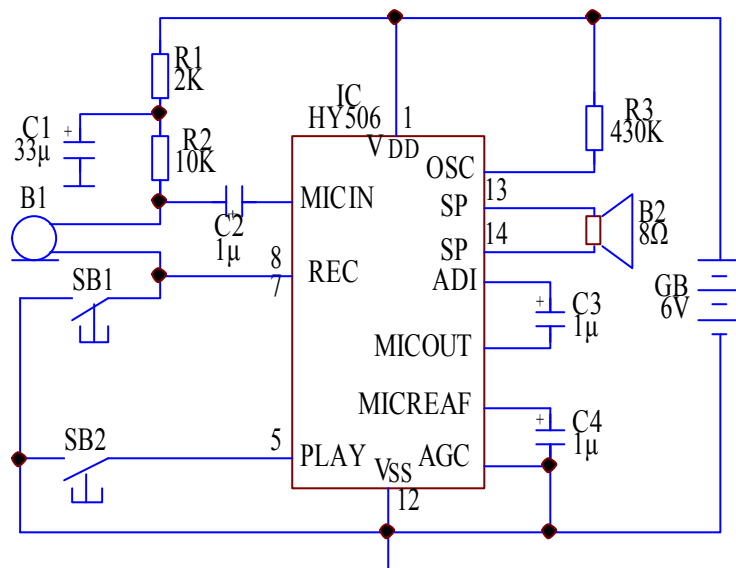 R1
2K
C1
33μ
R2
10K
B1
C2
1μ
IC
HY506
1
VDD
OSC
R3
430K
MICIN
13
SP
14
SP
B2
8Ω
8
7
REC
ADI
SB1
C3
1μ
GB
6V
MICOUT
MICREAF
SB2
5
PLAY
VSS
AGC
C4
1μ
12